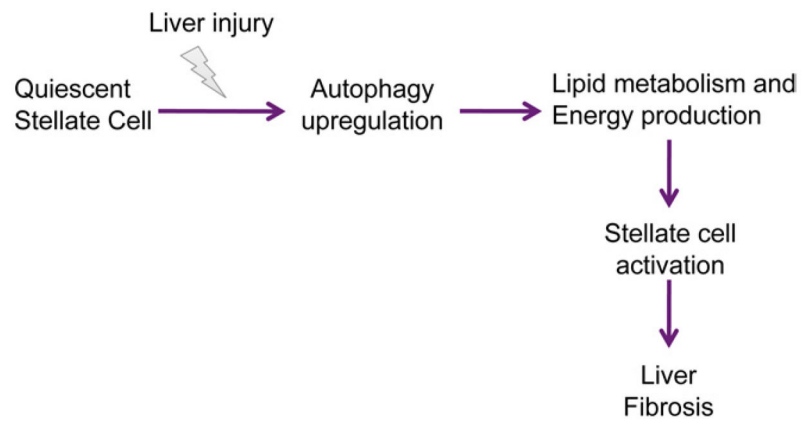 Liver injury
Quiescent
Stellate Cell
Autophagy
upregulation
Lipid metabolism and
Energy production
Stellate cell
activation
Liver
Fibrosis